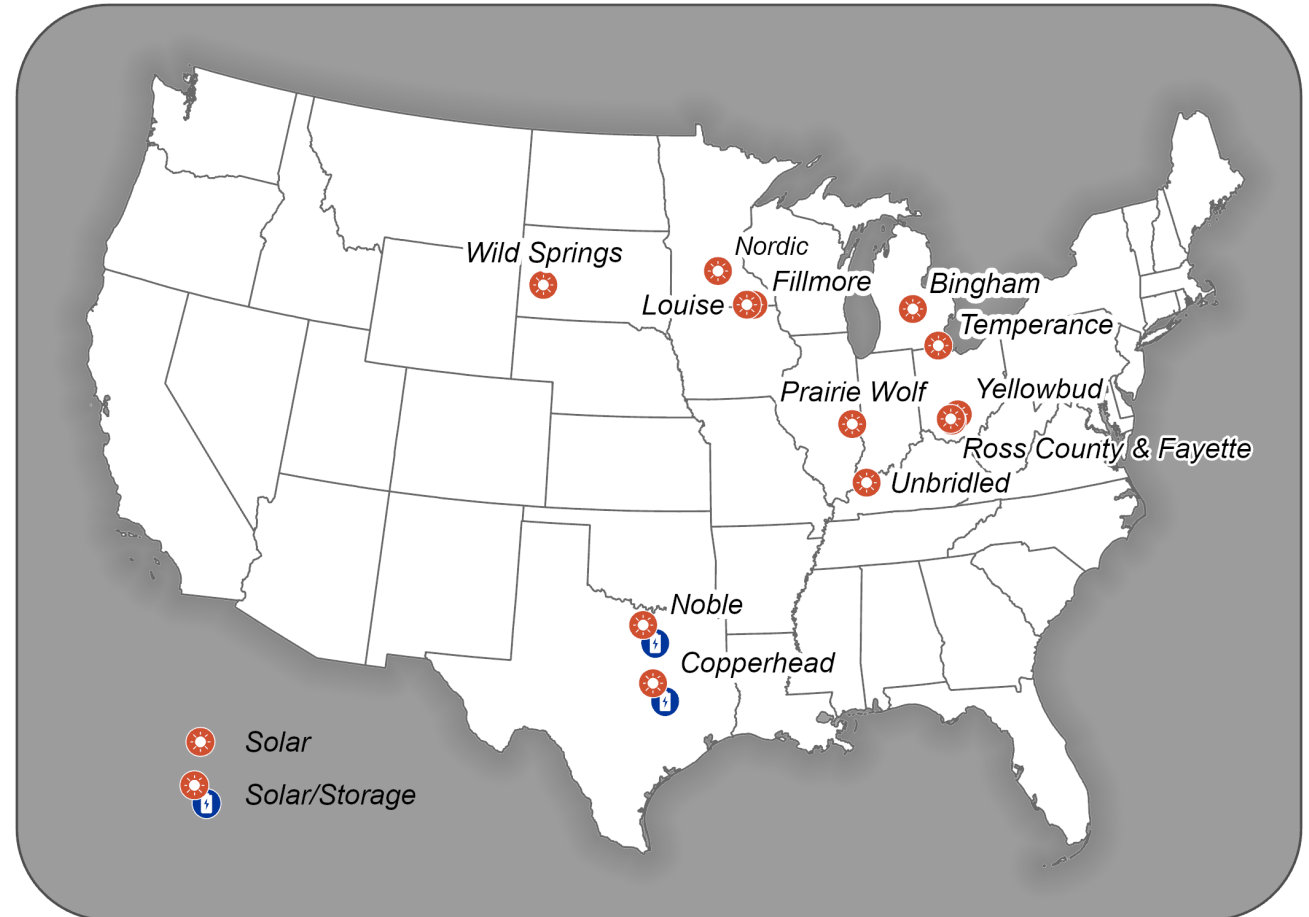 Wild Springs
Nordic
Fillmore
Louise
Bingham
Temperance
Prairie Wolf
Yellowbud
Ross County & Fayette
Unbridled
Noble
Copperhead
Solar
Solar/Storage